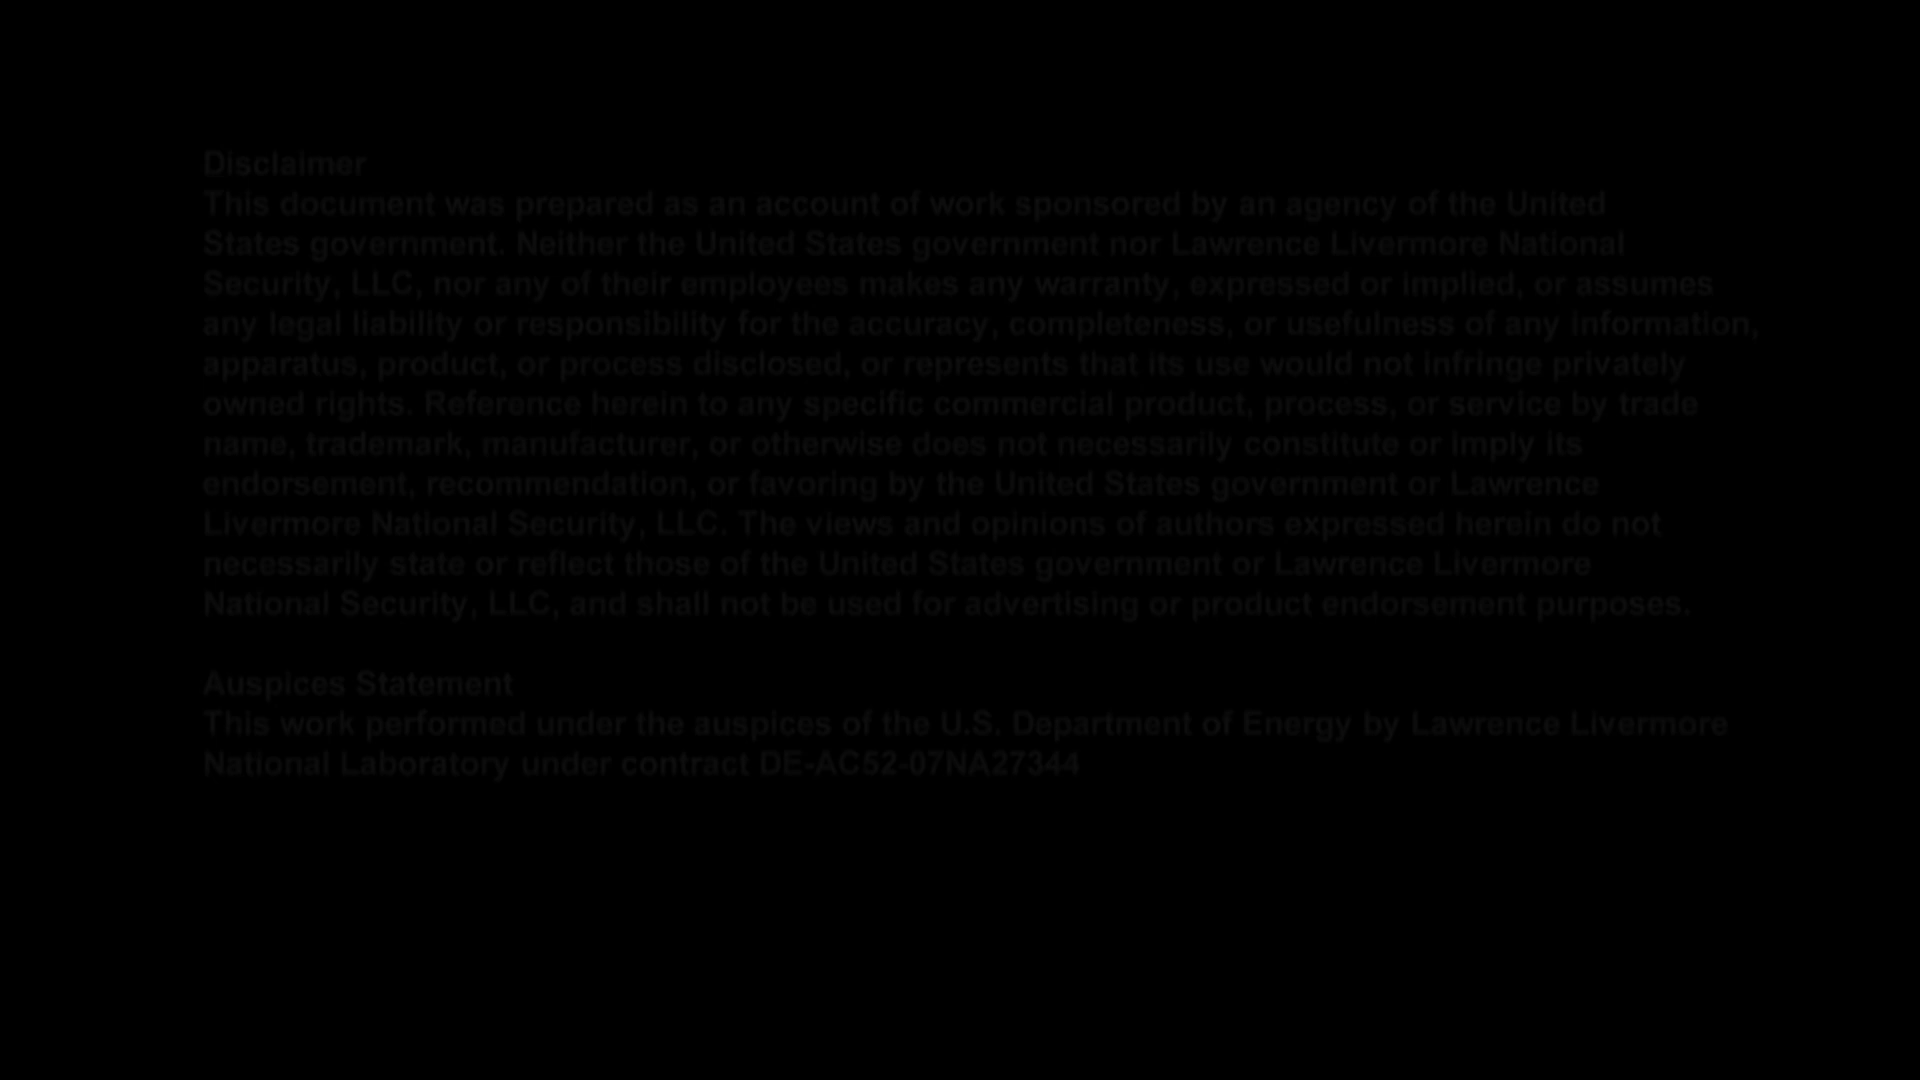 Disclaimer
This document was prepared as an account of work sponsored by an agency of the United
States government. Neither the United States government nor Lawrence Livermore National
Security, LLC, nor any of their employees makes any warranty, expressed or implied, or assumes
any legal liability or responsibility for the accuracy, completeness, or usefulness of any information,
apparatus, product, or process disclosed, or represents that its use would not infringe privately
owned rights. Reference herein to any specific commercial product, process, or service by trade
name, trademark, manufacturer, or otherwise does not necessarily constitute or imply its
endorsement, recommendation, or favoring by the United States government or Lawrence
Livermore National Security, LLC. The views and opinions of authors expressed herein do not
necessarily state or reflect those of the United States government or Lawrence Livermore
National Security, LLC, and shall not be used for advertising or product endorsement purposes.
Auspices Statement
This work performed under the auspices of the U.S. Department of Energy by Lawrence Livermore
National Laboratory under contract DE-AC52-07NA27344